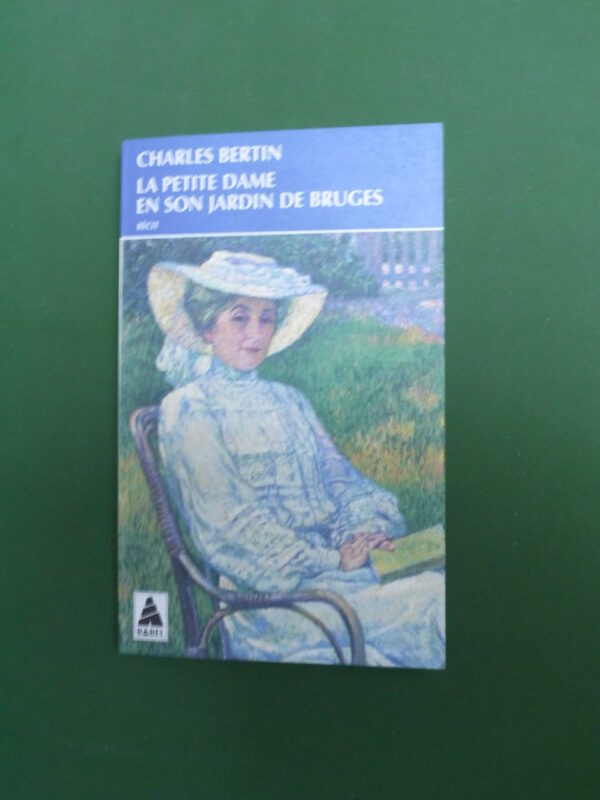 CHARLES BERTIN
LA PETITE DAME
EN SON JARDIN DE BRUGES
récit
BABEL